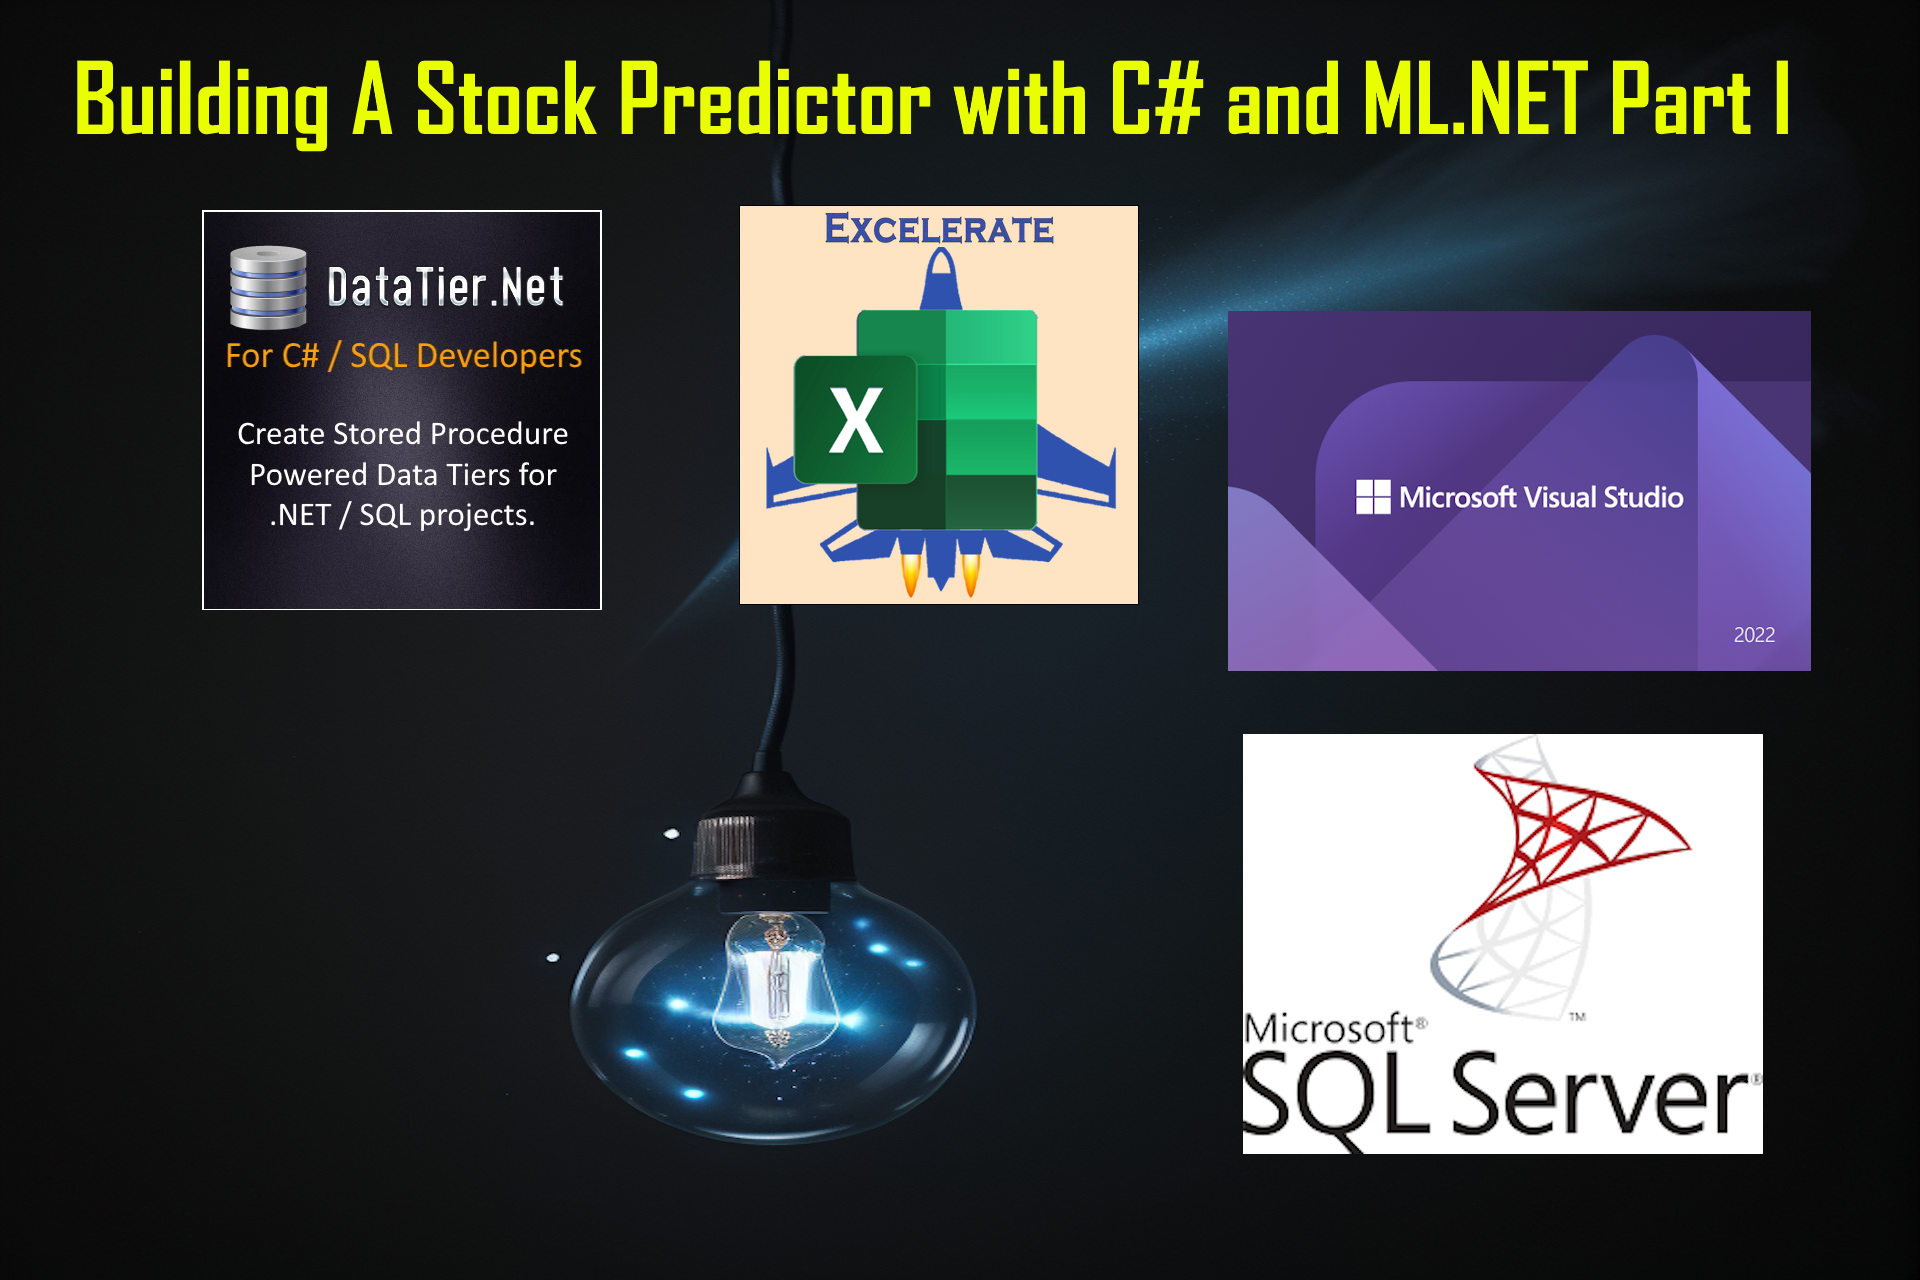 Building A Stock Predictor with C# and ML.NET Part I
DataTier.Net
For C# / SQL Developers
Create Stored Procedure
Powered Data Tiers for
.NET / SQL projects.
EXCELERATE
X
Microsoft Visual Studio
2022
TM
Microsoft®
SQL Server®